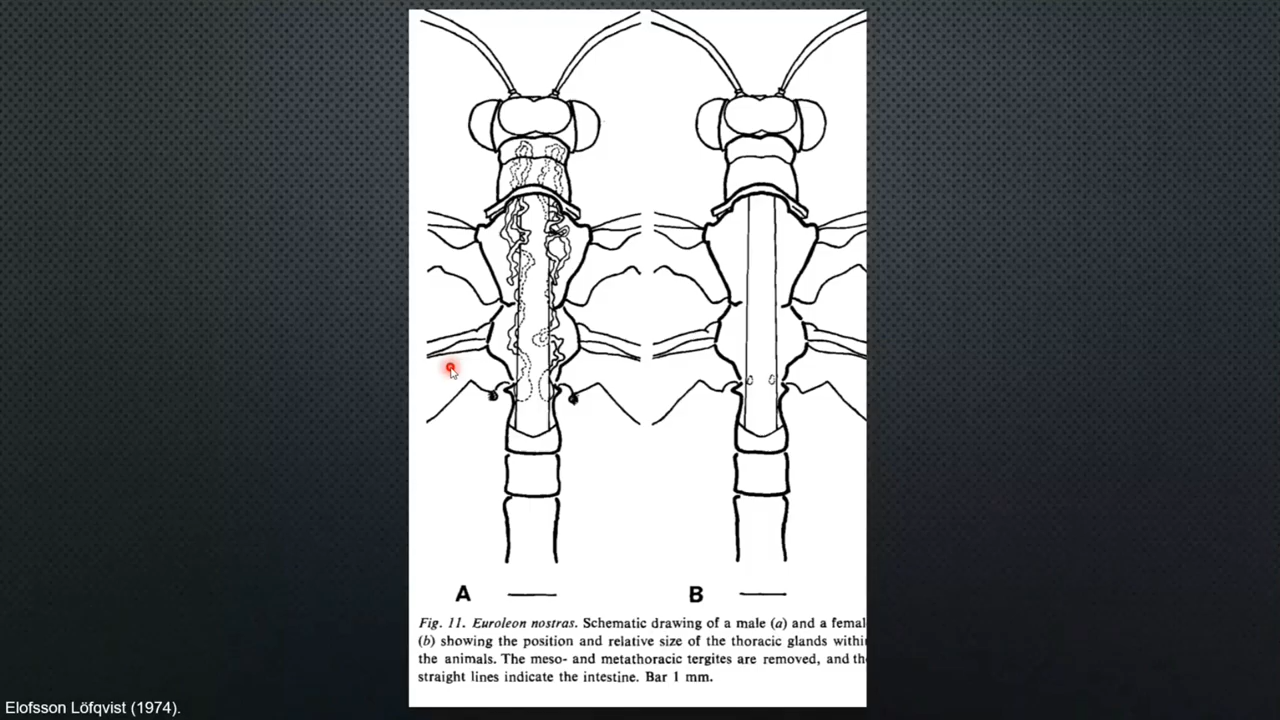 A
B
Fig. 11. Euroleon nostras. Schematic drawing of a male (a) and a femal
(b) showing the position and relative size of the thoracic glands withi
the animals. The meso- and metathoracic tergites are removed, and th
straight lines indicate the intestine. Bar 1 mm.
Elofsson Löfqvist (1974).